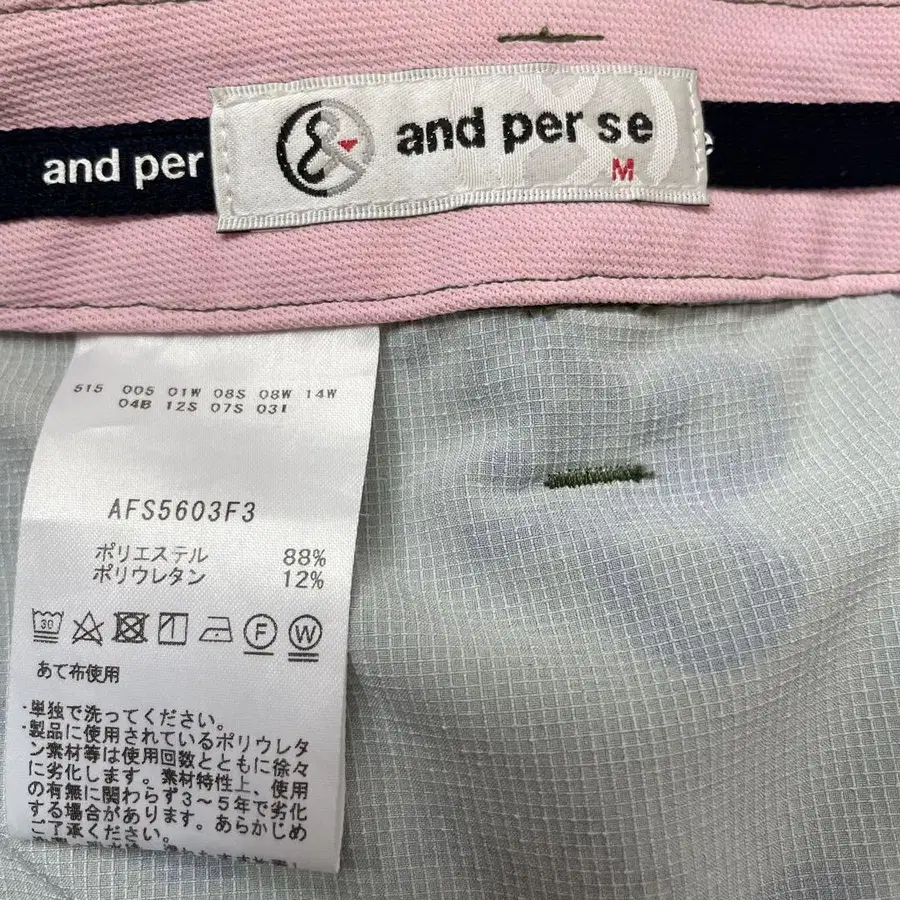 and per se
M
and per
e
515 005 01W 08S 08W 14W
04B 12S 07S 03I
AFS5603F3
ポリエステル 88%
ポリウレタン 12%
30
F W
あて布使用
・単独で洗ってください。
・製品に使用されているポリウレタ
ン素材等は使用回数とともに徐々
に劣化します。素材特性上、使用
の有無に関わらず3〜5年で劣化
する場合があります。あらかじめ
ご了承ください。